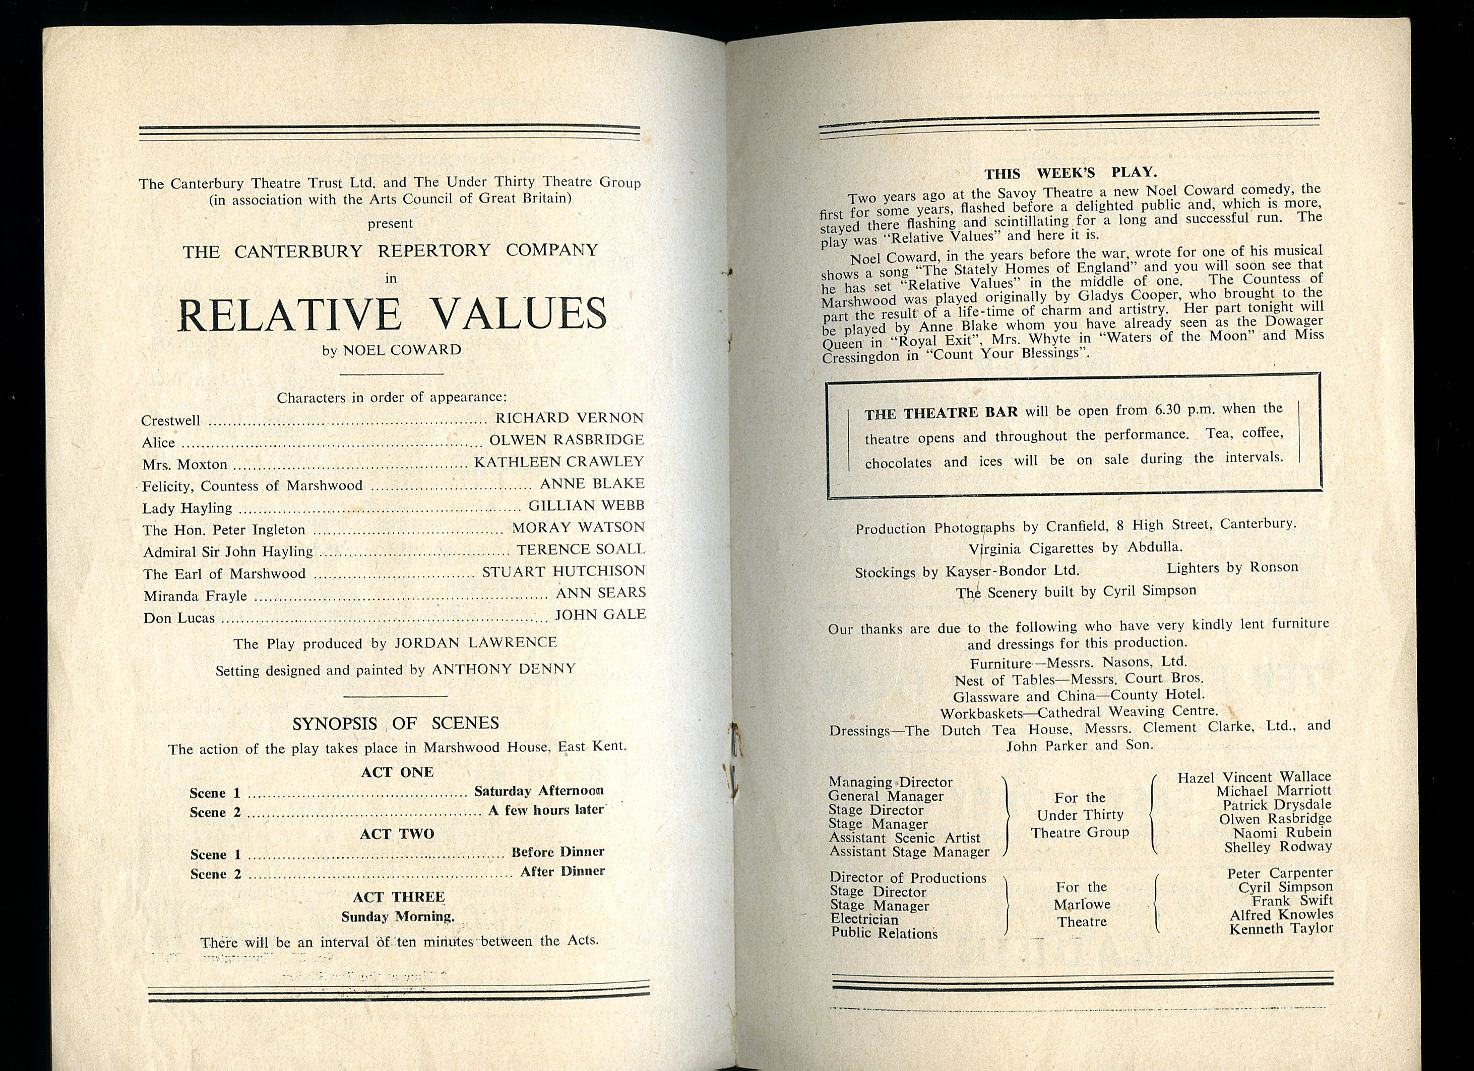 The Canterbury Theatre Trust Ltd. and The Under Thirty Theatre Group
(in association with the Arts Council of Great Britain)
present
THE CANTERBURY REPERTORY COMPANY
in
RELATIVE VALUES
by NOEL COWARD
Characters in order of appearance:
Crestwell ........ RICHARD VERNON
Alice ........ OLWEN RASBRIDGE
Mrs. Moxton ........ KATHLEEN CRAWLEY
Felicity, Countess of Marshwood ........ ANNE BLAKE
Lady Hayling ........ GILLIAN WEBB
The Hon. Peter Ingleton ........ MORAY WATSON
Admiral Sir John Hayling ........ TERENCE SOALL
The Earl of Marshwood ........ STUART HUTCHISON
Miranda Frayle ........ ANN SEARS
Don Lucas ........ JOHN GALE
The Play produced by JORDAN LAWRENCE
Setting designed and painted by ANTHONY DENNY
SYNOPSIS OF SCENES
The action of the play takes place in Marshwood House, East Kent.
ACT ONE
Scene 1 ........ Saturday Afternoon
Scene 2 ........ A few hours later
ACT TWO
Scene 1 ........ Before Dinner
Scene 2 ........ After Dinner
ACT THREE
Sunday Morning.
There will be an interval of ten minutes between the Acts.
THIS WEEK'S PLAY.
Two years ago at the Savoy Theatre a new Noel Coward comedy, the
first for some years, flashed before a delighted public and, which is more,
stayed there flashing and scintillating for a long and successful run. The
play was "Relative Values" and here it is.
Noel Coward, in the years before the war, wrote for one of his musical
shows a song "The Stately Homes of England" and you will soon see that
he has set "Relative Values" in the middle of one. The Countess of
Marshwood was played originally by Gladys Cooper, who brought to the
part the result of a life-time of charm and artistry. Her part tonight will
be played by Anne Blake whom you have already seen as the Dowager
Queen in "Royal Exit", Mrs. Whyte in "Waters of the Moon" and Miss
Cressingdon in "Count Your Blessings".
THE THEATRE BAR will be open from 6.30 p.m. when the
theatre opens and throughout the performance. Tea, coffee,
chocolates and ices will be on sale during the intervals.
Production Photographs by Cranfield, 8 High Street, Canterbury.
Virginia Cigarettes by Abdulla.
Stockings by Kayser-Bondor Ltd. Lighters by Ronson
The Scenery built by Cyril Simpson
Our thanks are due to the following who have very kindly lent furniture
and dressings for this production.
Furniture—Messrs. Nasons, Ltd.
Nest of Tables—Messrs. Court Bros.
Glassware and China—County Hotel.
Workbaskets—Cathedral Weaving Centre.
Dressings—The Dutch Tea House, Messrs. Clement Clarke, Ltd., and
John Parker and Son.
Managing Director
General Manager
Stage Director
Stage Manager
Assistant Scenic Artist
Assistant Stage Manager
For the
Under Thirty
Theatre Group
Hazel Vincent Wallace
Michael Marriott
Patrick Drysdale
Olwen Rasbridge
Naomi Rubein
Shelley Rodway
Director of Productions
Stage Director
Stage Manager
Electrician
Public Relations
For the
Marlowe
Theatre
Peter Carpenter
Cyril Simpson
Frank Swift
Alfred Knowles
Kenneth Taylor